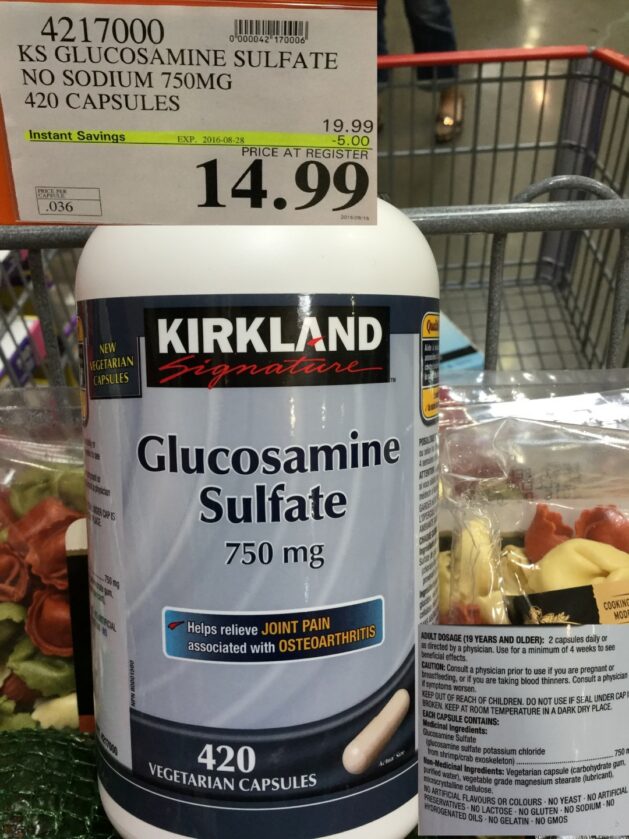 4217000
0"000042"170006"
KS GLUCOSAMINE SULFATE
NO SODIUM 750MG
420 CAPSULES
19.99
Instant Savings EXP. 2016-08-28 -5.00
PRICE AT REGISTER
14.99
PRICE PER
CAPSULE
.036
NEW
VEGETARIAN
CAPSULES
KIRKLAND
Signature
Glucosamine
Sulfate
750 mg
Helps relieve JOINT PAIN
associated with OSTEOARTHRITIS
420
VEGETARIAN CAPSULES
Actual Size
COOKING
ADULT DOSAGE (19 YEARS AND OLDER): 2 capsules daily or
as directed by a physician. Use for a minimum of 4 weeks to see
beneficial effects.
CAUTION: Consult a physician prior to use if you are pregnant or
breastfeeding, or if you are taking blood thinners. Consult a physician
if symptoms worsen.
KEEP OUT OF REACH OF CHILDREN. DO NOT USE IF SEAL UNDER CAP I
BROKEN. KEEP AT ROOM TEMPERATURE IN A DARK DRY PLACE.
EACH CAPSULE CONTAINS:
Medicinal Ingredients:
Glucosamine Sulfate
(glucosamine sulfate potassium chloride
from shrimp/crab exoskeleton) 750 m
Non-Medicinal Ingredients: Vegetarian capsule (carbohydrate gum,
purified water), vegetable grade magnesium stearate (lubricant),
microcrystalline cellulose.
NO ARTIFICIAL FLAVOURS OR COLOURS · NO YEAST · NO ARTIFICIAL
PRESERVATIVES · NO LACTOSE · NO GLUTEN · NO SODIUM · NO
HYDROGENATED OILS · NO GELATIN · NO GMOS